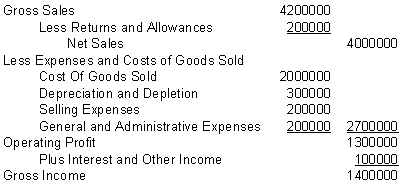 Gross Sales 4200000
Less Returns and Allowances 200000
Net Sales 4000000
Less Expenses and Costs of Goods Sold
Cost Of Goods Sold 2000000
Depreciation and Depletion 300000
Selling Expenses 200000
General and Administrative Expenses 200000 2700000
Operating Profit 1300000
Plus Interest and Other Income 100000
Gross Income 1400000